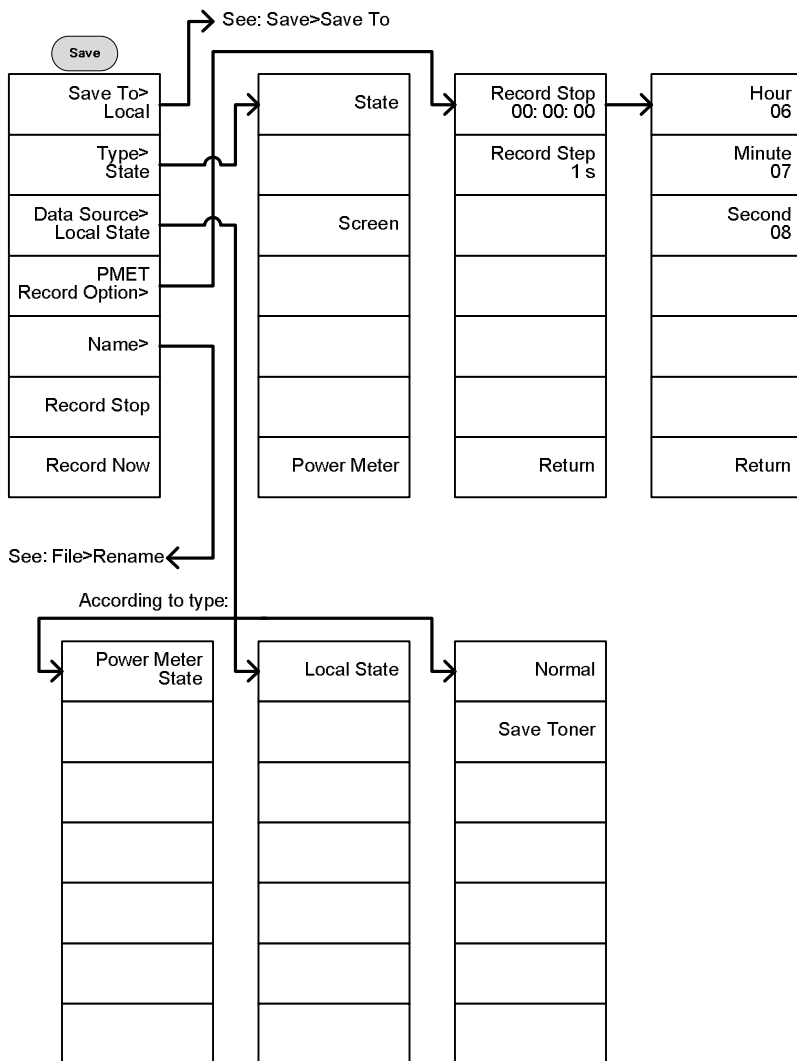 See: Save>Save To
Save
Save To>
Local
Type>
State
Data Source>
Local State
PMET
Record Option>
Name>
Record Stop
Record Now
State
Screen
Power Meter
Record Stop
00: 00: 00
Record Step
1 s
Return
Hour
06
Minute
07
Second
08
Return
See: File>Rename
According to type:
Power Meter
State
Local State
Normal
Save Toner